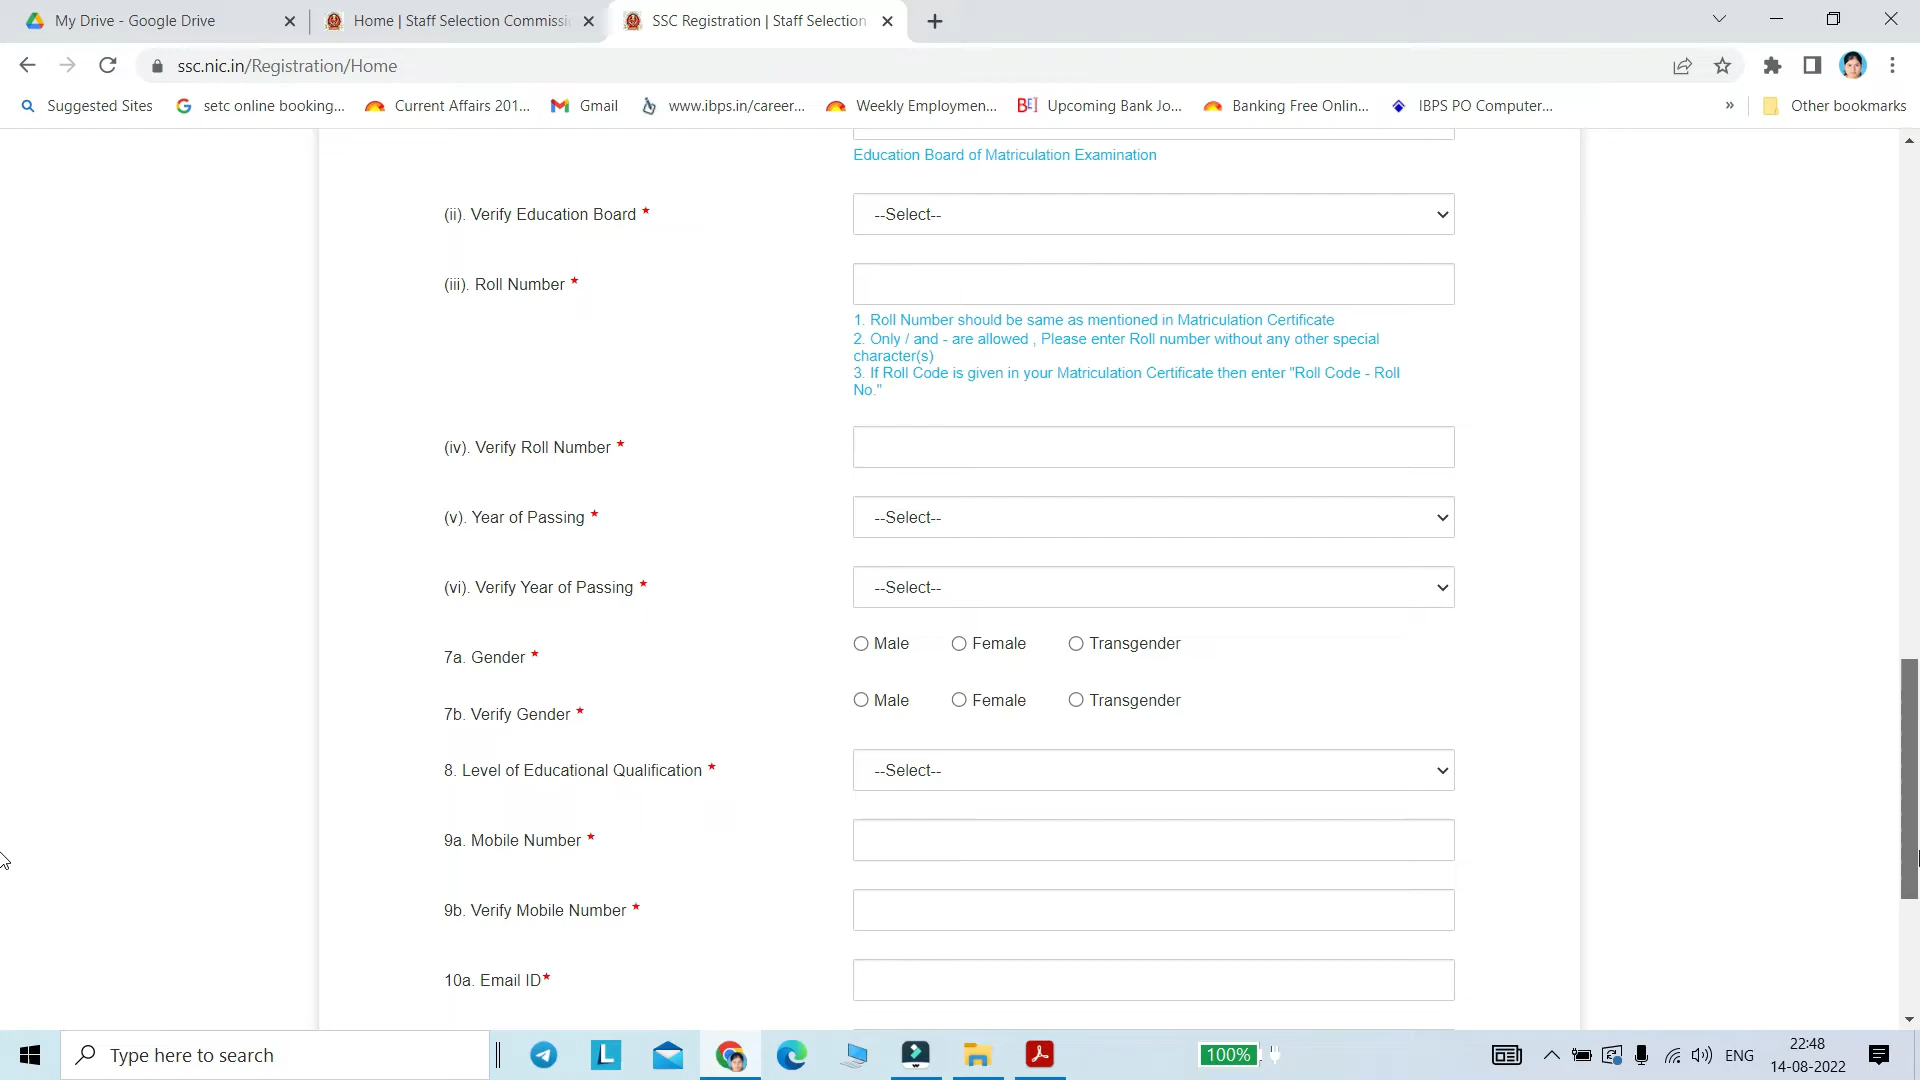 My Drive - Google Drive
Home | Staff Selection Commissi
SSC Registration | Staff Selection
ssc.nic.in/Registration/Home
Suggested Sites
setc online booking...
Current Affairs 201...
Gmail
www.ibps.in/career...
Weekly Employmen...
BEJ Upcoming Bank Jo...
Banking Free Onlin...
IBPS PO Computer...
»
Other bookmarks
Education Board of Matriculation Examination
(ii). Verify Education Board *
--Select--
(iii). Roll Number *
1. Roll Number should be same as mentioned in Matriculation Certificate
2. Only / and - are allowed , Please enter Roll number without any other special
character(s)
3. If Roll Code is given in your Matriculation Certificate then enter "Roll Code - Roll
No."
(iv). Verify Roll Number *
(v). Year of Passing *
--Select--
(vi). Verify Year of Passing *
--Select--
7a. Gender *
Male
Female
Transgender
7b. Verify Gender *
Male
Female
Transgender
8. Level of Educational Qualification *
--Select--
9a. Mobile Number *
9b. Verify Mobile Number *
10a. Email ID*
Type here to search
L
100%
ENG
22:48
14-08-2022